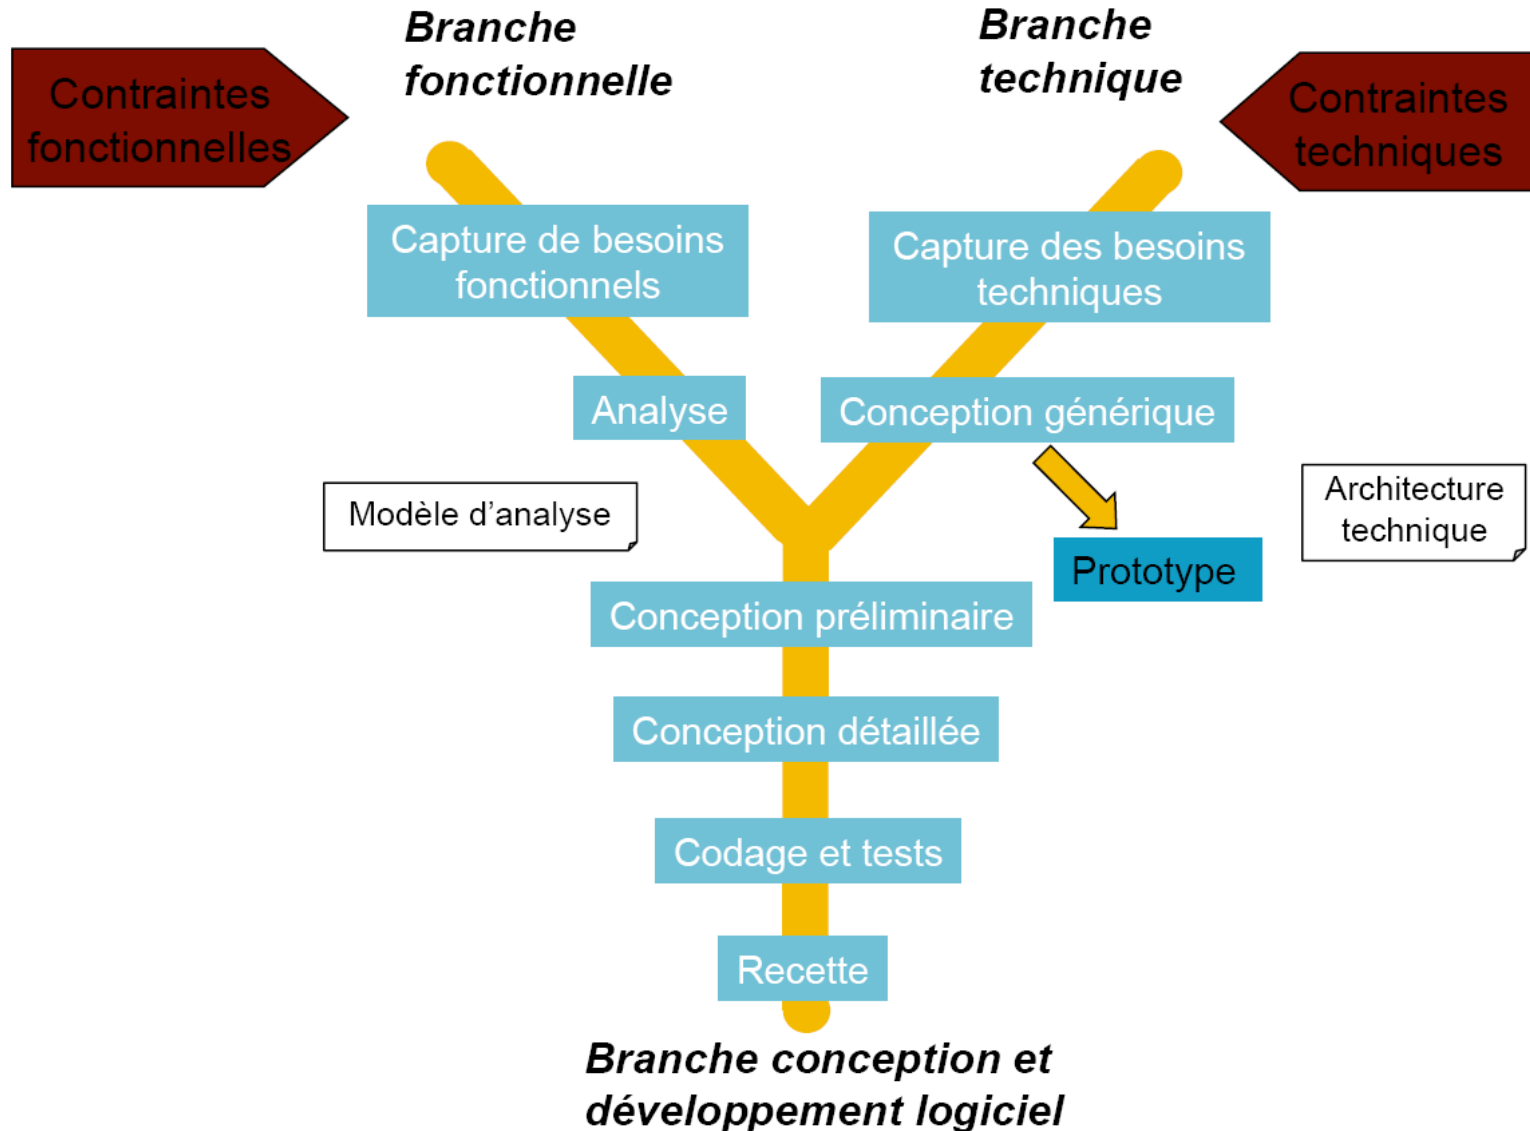 Branche
fonctionnelle
Branche
technique
Contraintes
fonctionnelles
Contraintes
techniques
Capture de besoins
fonctionnels
Capture des besoins
techniques
Analyse
Conception générique
Modèle d’analyse
Architecture
technique
Prototype
Conception préliminaire
Conception détaillée
Codage et tests
Recette
Branche conception et
développement logiciel